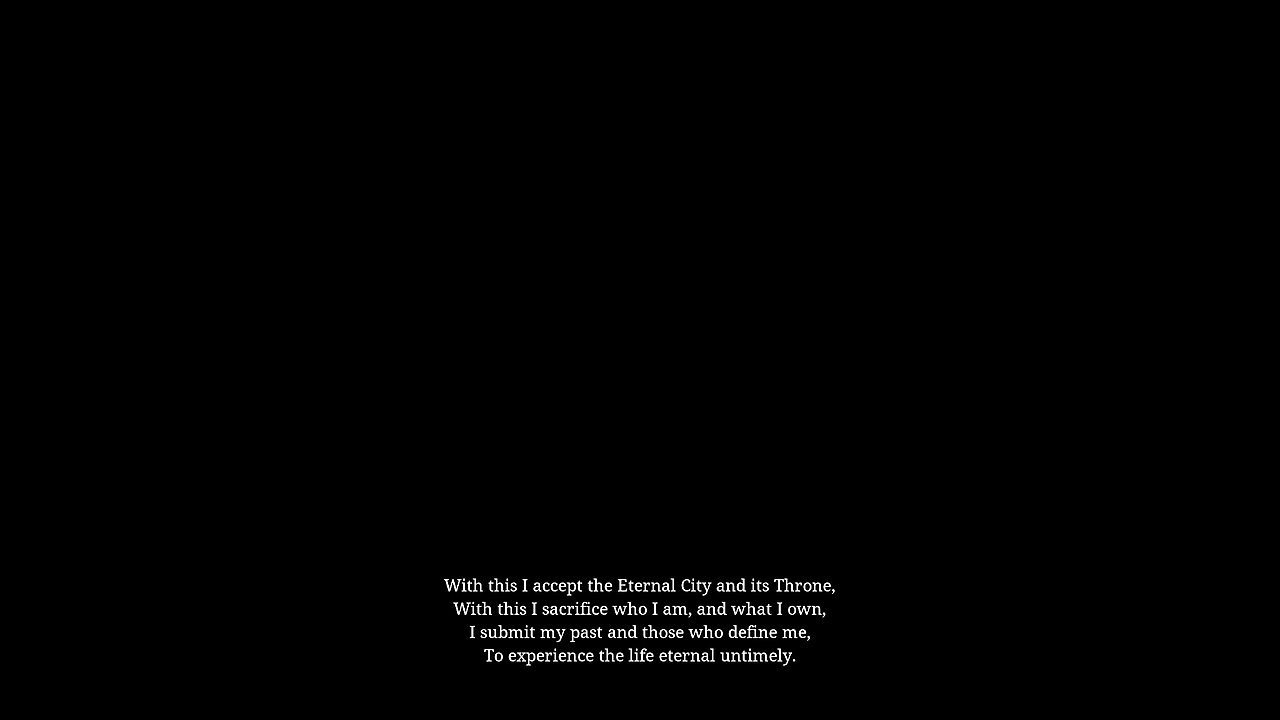 With this I accept the Eternal City and its Throne,
With this I sacrifice who I am, and what I own,
I submit my past and those who define me,
To experience the life eternal untimely.